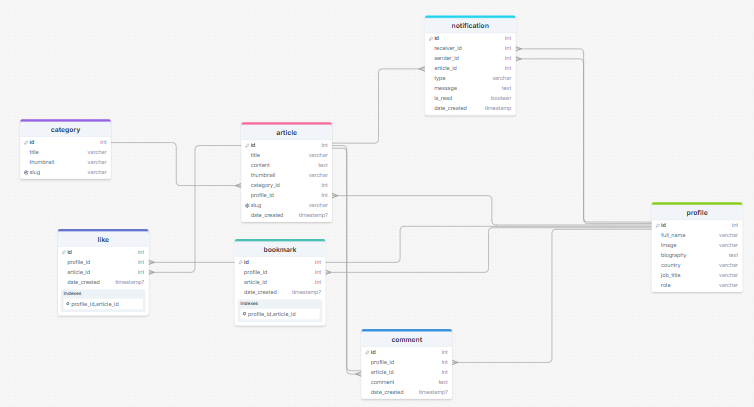 notification
id int
receiver_id int
sender_id int
article_id int
type varchar
message text
is_read boolean
date_created timestamp
category
id int
title varchar
thumbnail varchar
slug varchar
article
id int
title varchar
content text
thumbnail varchar
category_id int
profile_id int
slug varchar
date_created timestamp?
profile
id int
full_name varchar
image varchar
biography text
country varchar
job_title varchar
role varchar
like
id int
profile_id int
article_id int
date_created timestamp?
Indexes
profile_id,article_id
bookmark
id int
profile_id int
article_id int
date_created timestamp?
Indexes
profile_id,article_id
comment
id int
profile_id int
article_id int
comment text
date_created timestamp?